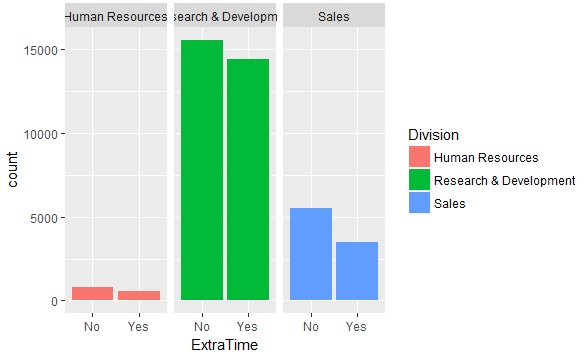 Human Resources
search & Developm
Sales
15000
10000
5000
0
count
No Yes
No Yes
No Yes
ExtraTime
Division
Human Resources
Research & Development
Sales